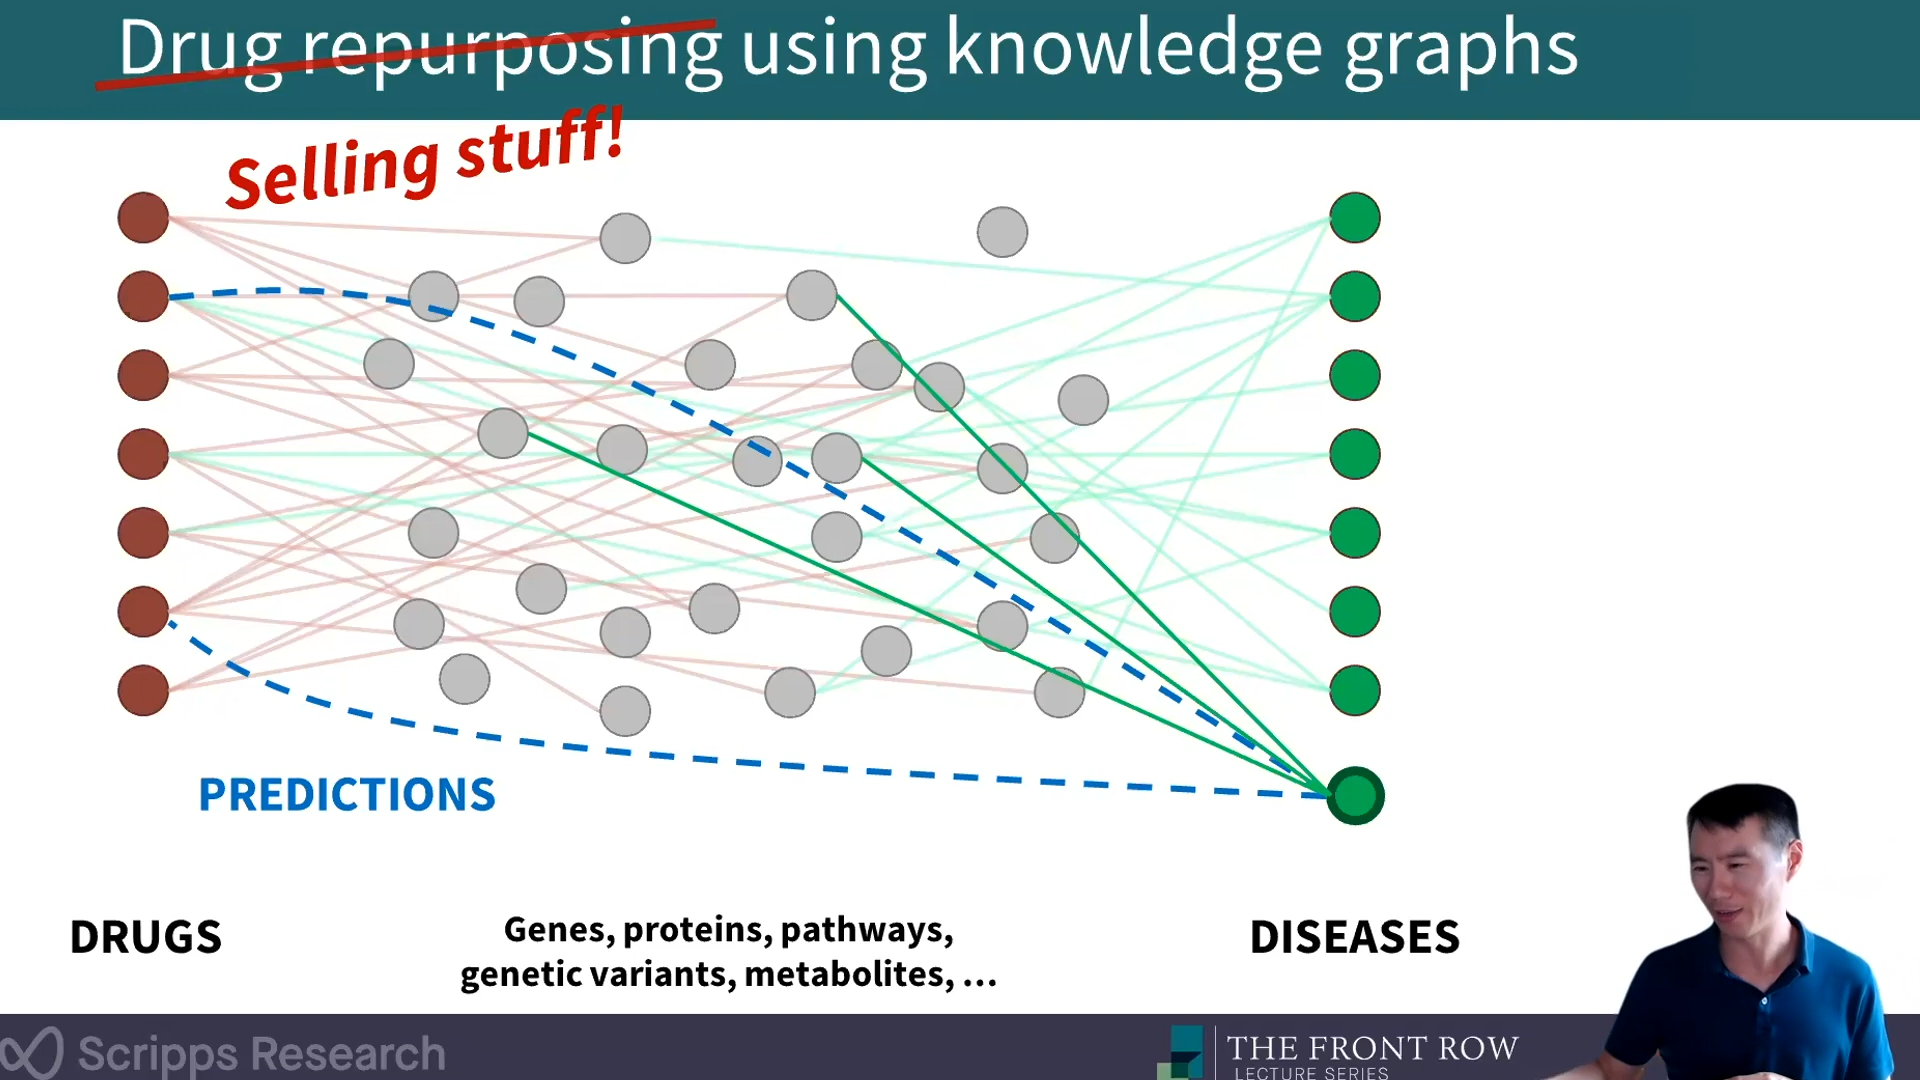 Drug repurposing using knowledge graphs
Selling stuff!
PREDICTIONS
DRUGS
Genes, proteins, pathways,
genetic variants, metabolites, ...
DISEASES
Scripps Research
THE FRONT ROW
LECTURE SERIES